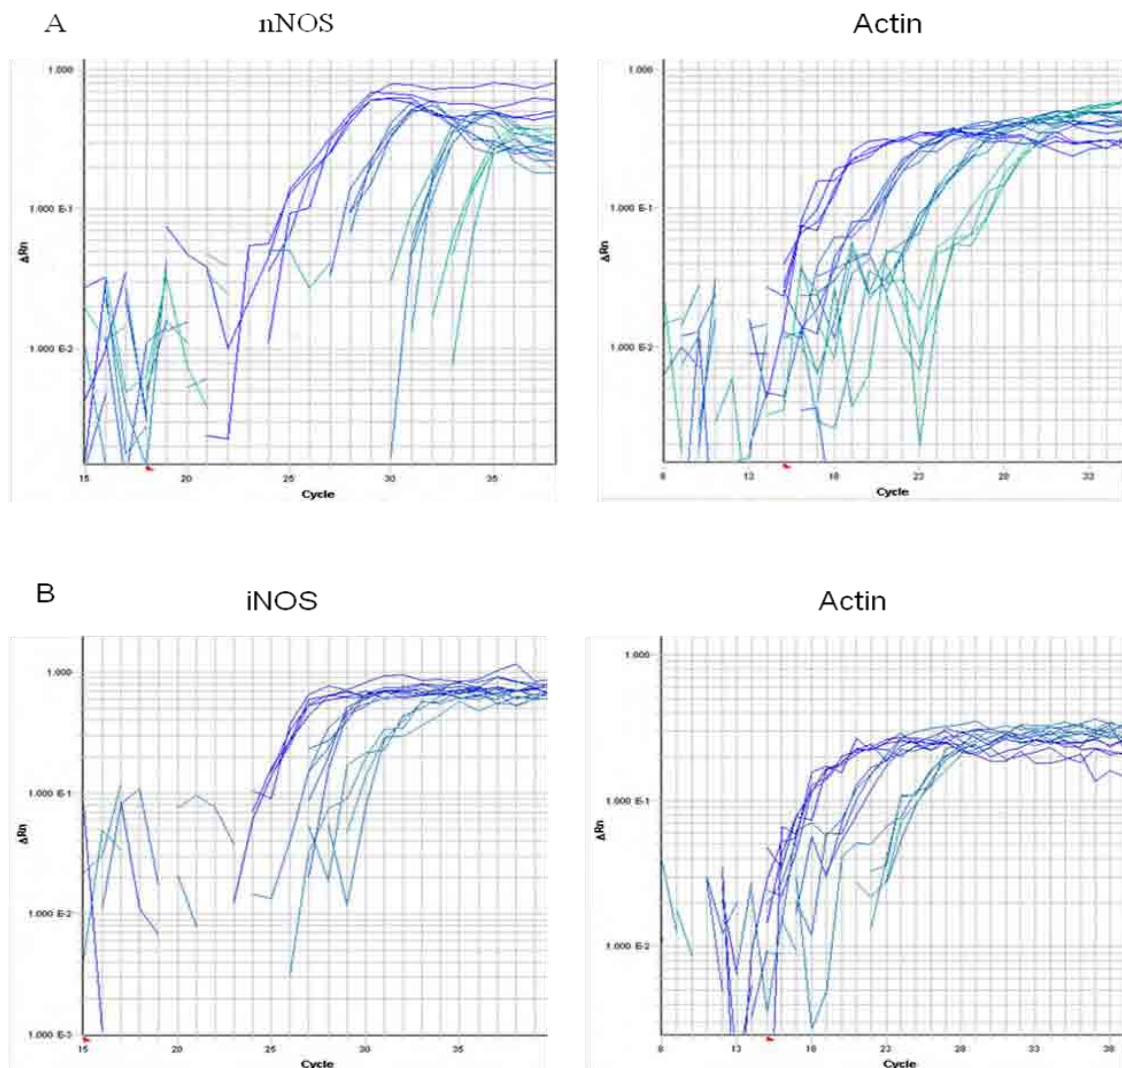 A
nNOS
Actin
1.000
1.000 E-1
1.000 E-2
ΔRn
15
20
25
30
35
Cycle
1.000
1.000 E-1
1.000 E-2
ΔRn
8
13
18
23
28
33
Cycle
B
iNOS
Actin
1.000
1.000 E-1
1.000 E-2
1.000 E-3
ΔRn
15
20
25
30
35
Cycle
1.000
1.000 E-1
1.000 E-2
ΔRn
8
13
18
23
28
33
38
Cycle